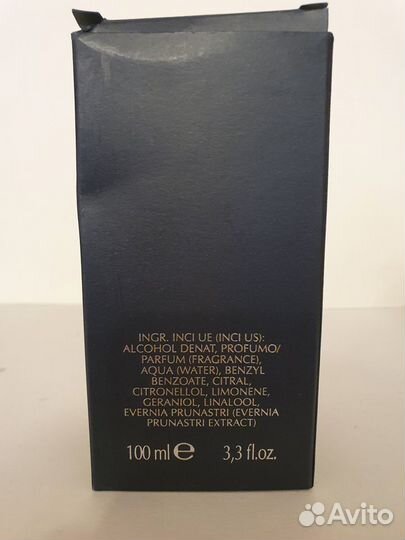 INGR. INCI UE (INCI US):
ALCOHOL DENAT, PROFUMO/
PARFUM (FRAGRANCE),
AQUA (WATER), BENZYL
BENZOATE, CITRAL,
CITRONELLOL, LIMONENE,
GERANIOL, LINALOOL,
EVERNIA PRUNASTRI (EVERNIA
PRUNASTRI EXTRACT)
100 ml ℮ 3,3 fl.oz.
Avito